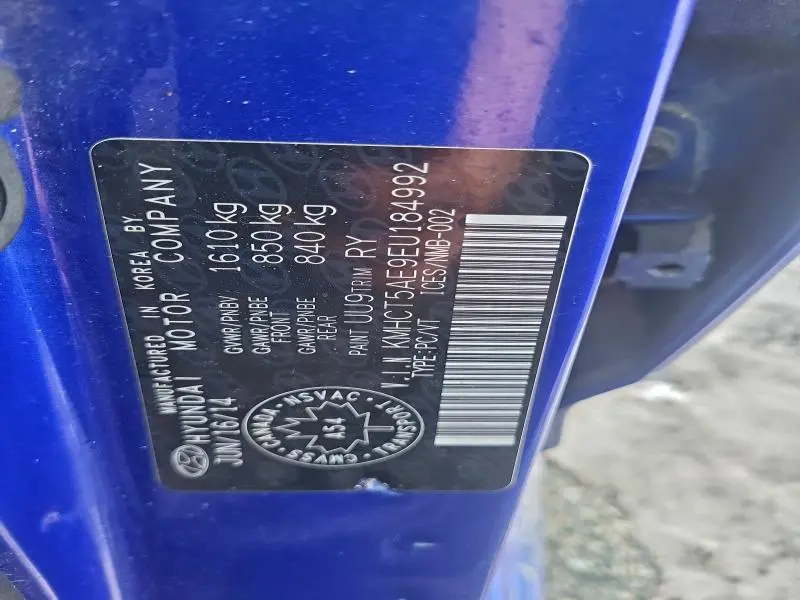 MANUFACTURED IN KOREA BY
HYUNDAI MOTOR COMPANY
JUN/16/14
GVWR/PNBV 1610 kg
GAWR/PNBE FRONT 850 kg
GAWR/PNBE REAR 840 kg
PAINT UU9 TRIM RY
V.I.N KMHCT5AE9EU184992
TYPE:PC/VT ICES/NMB-002
CANADA • NSVAC • TRANSPORT • CMVSS
A54